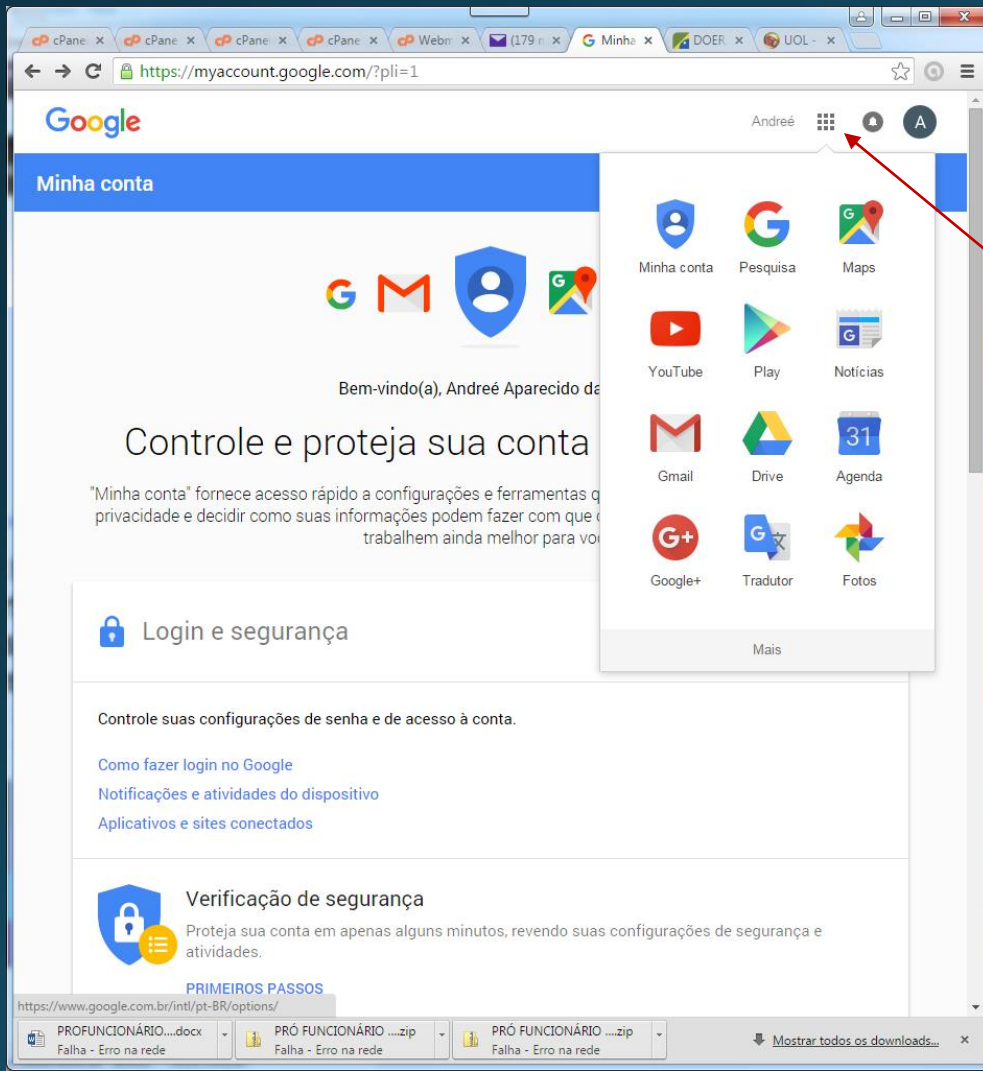 cPane
cPane
cPane
cPane
Webm
(179 n
Minha
DOER
UOL -
https://myaccount.google.com/?pli=1
Google
Andreé
A
Minha conta
Minha conta
Pesquisa
Maps
YouTube
Play
Notícias
31
Gmail
Drive
Agenda
G+
Google+
Tradutor
Fotos
Mais
Bem-vindo(a), Andreé Aparecido da
Controle e proteja sua conta
"Minha conta" fornece acesso rápido a configurações e ferramentas q
privacidade e decidir como suas informações podem fazer com que
trabalhem ainda melhor para vo
Login e segurança
Controle suas configurações de senha e de acesso à conta.
Como fazer login no Google
Notificações e atividades do dispositivo
Aplicativos e sites conectados
Verificação de segurança
Proteja sua conta em apenas alguns minutos, revendo suas configurações de segurança e
atividades.
PRIMEIROS PASSOS
https://www.google.com.br/intl/pt-BR/options/
PROFUNCIONÁRIO....docx
Falha - Erro na rede
PRÓ FUNCIONÁRIO ....zip
Falha - Erro na rede
PRÓ FUNCIONÁRIO ....zip
Falha - Erro na rede
Mostrar todos os downloads...